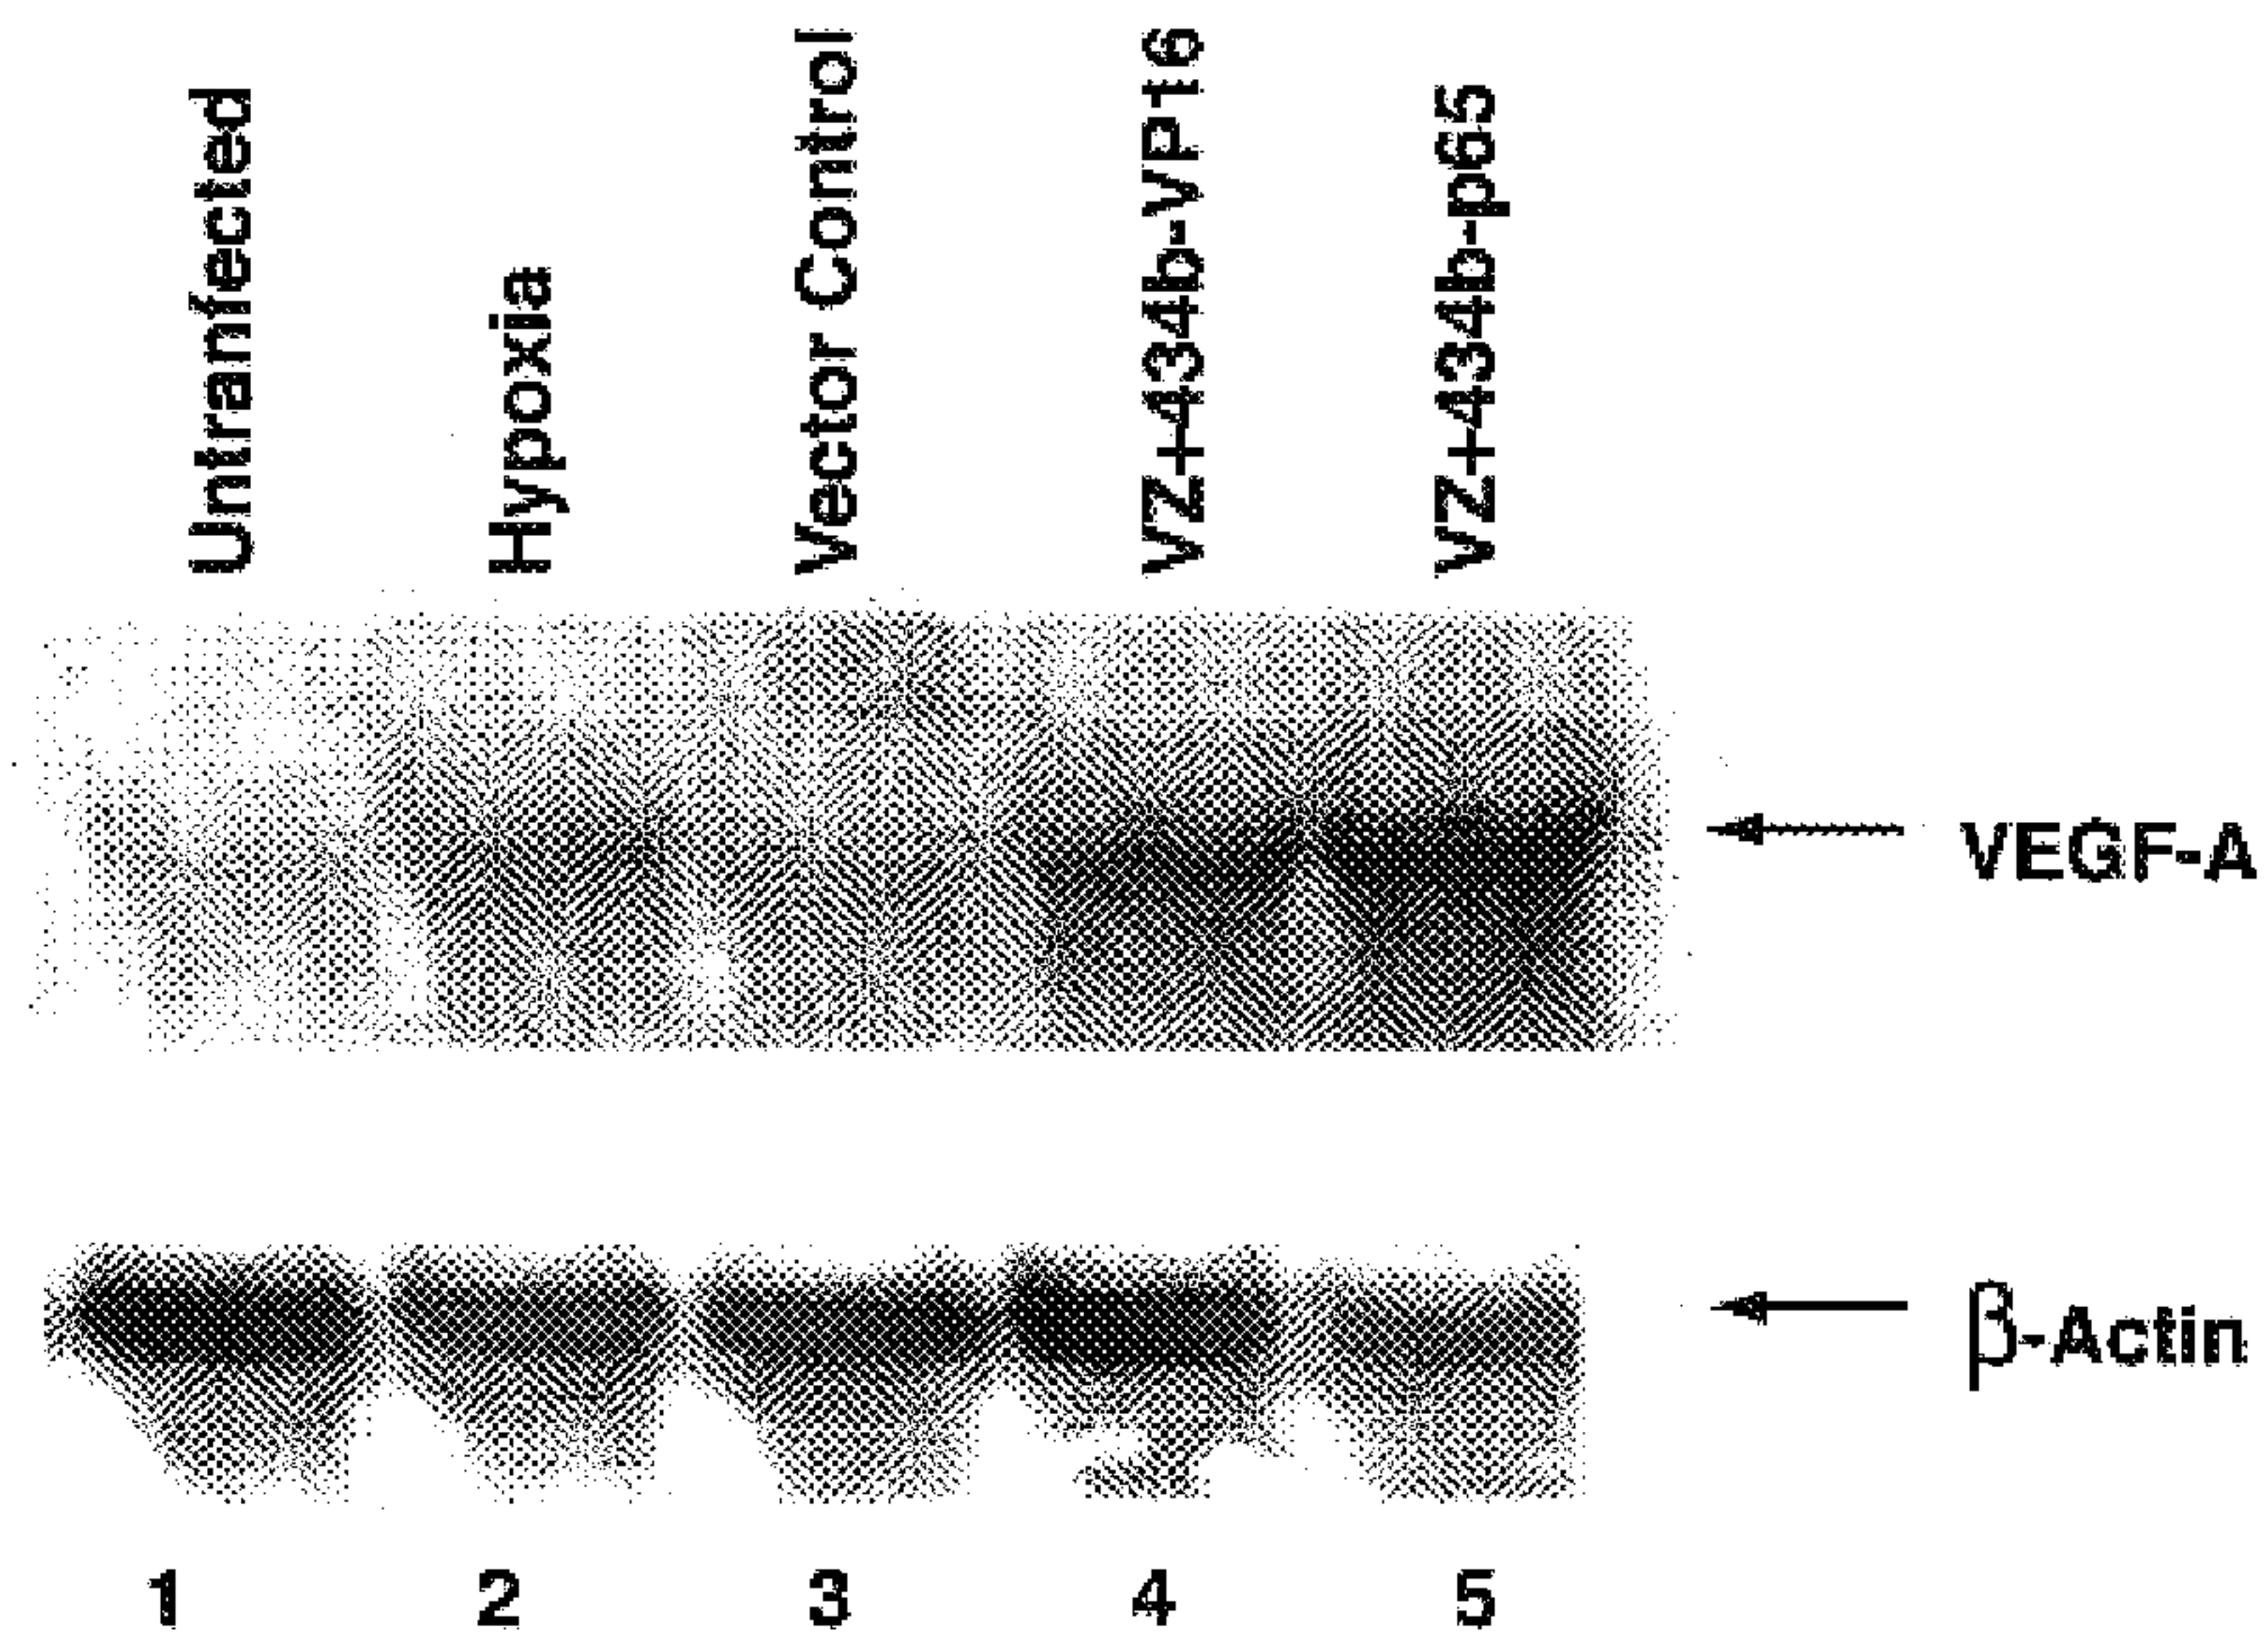 Untranfected
Hypoxia
Vector Control
VZ+434b-VP16
VZ+434b-p65
VEGF-A
β-Actin
1 2 3 4 5